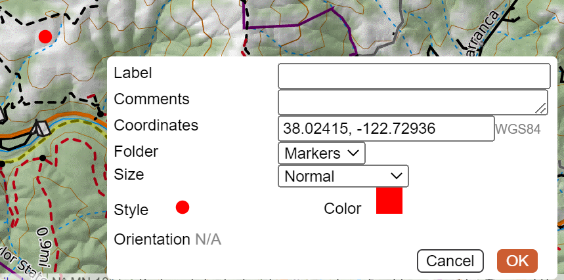 arranca
Label
Comments
Coordinates 38.02415, -122.72936 WGS84
Folder Markers
Size Normal
Style Color
0.9mi
Orientation N/A
Cancel OK